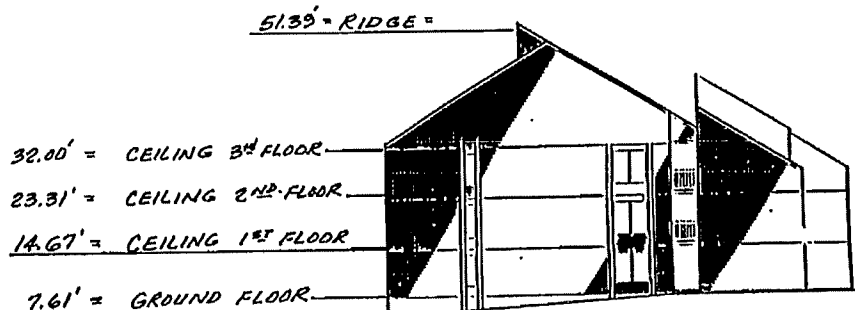 51.39' = RIDGE =
32.00' = CEILING 3rd FLOOR
23.31' = CEILING 2ND. FLOOR
14.67' = CEILING 1ST FLOOR
7.61' = GROUND FLOOR